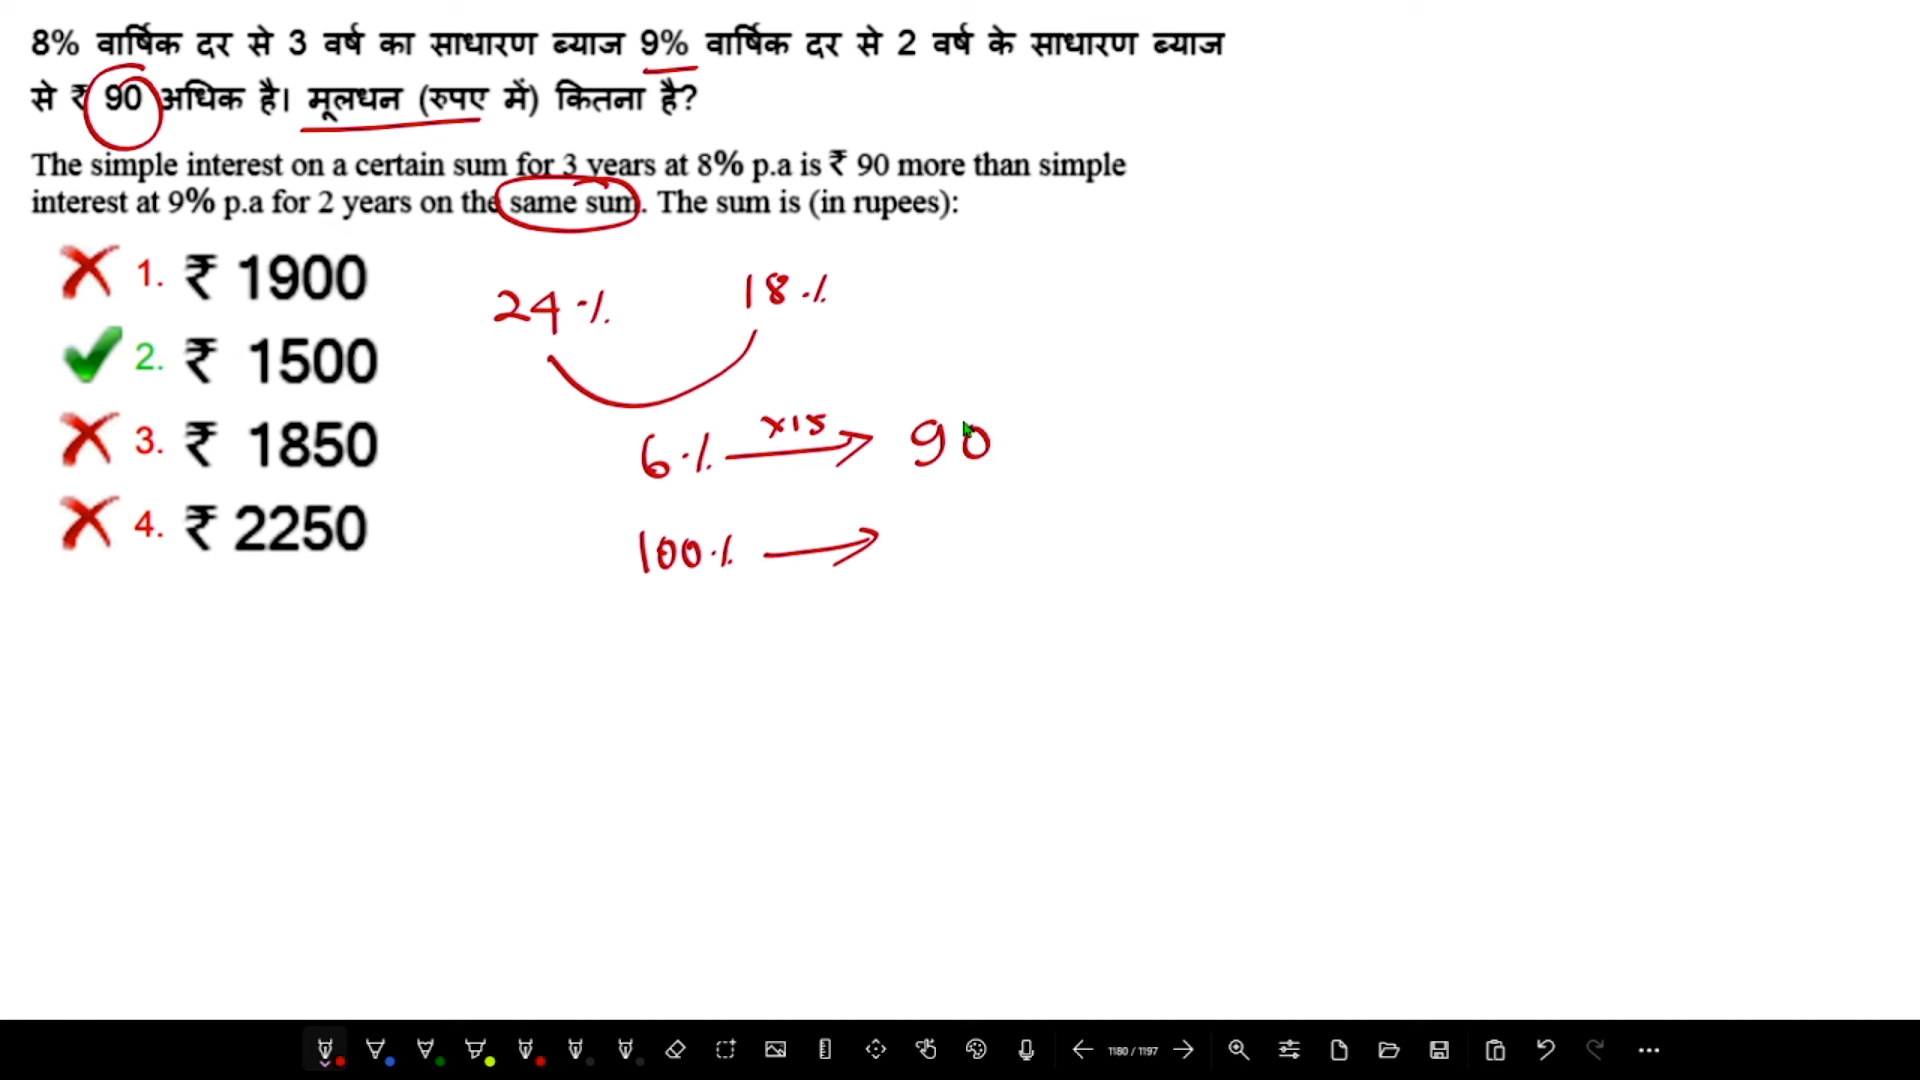 8% वार्षिक दर से 3 वर्ष का साधारण ब्याज 9% वार्षिक दर से 2 वर्ष के साधारण ब्याज
से ₹ 90 अधिक है। मूलधन (रुपए में) कितना है?
The simple interest on a certain sum for 3 years at 8% p.a is ₹ 90 more than simple
interest at 9% p.a for 2 years on the same sum. The sum is (in rupees):
1. ₹ 1900
2. ₹ 1500
3. ₹ 1850
4. ₹ 2250
24% 18%
6% ×15 → 90
100% →
1180 / 1197